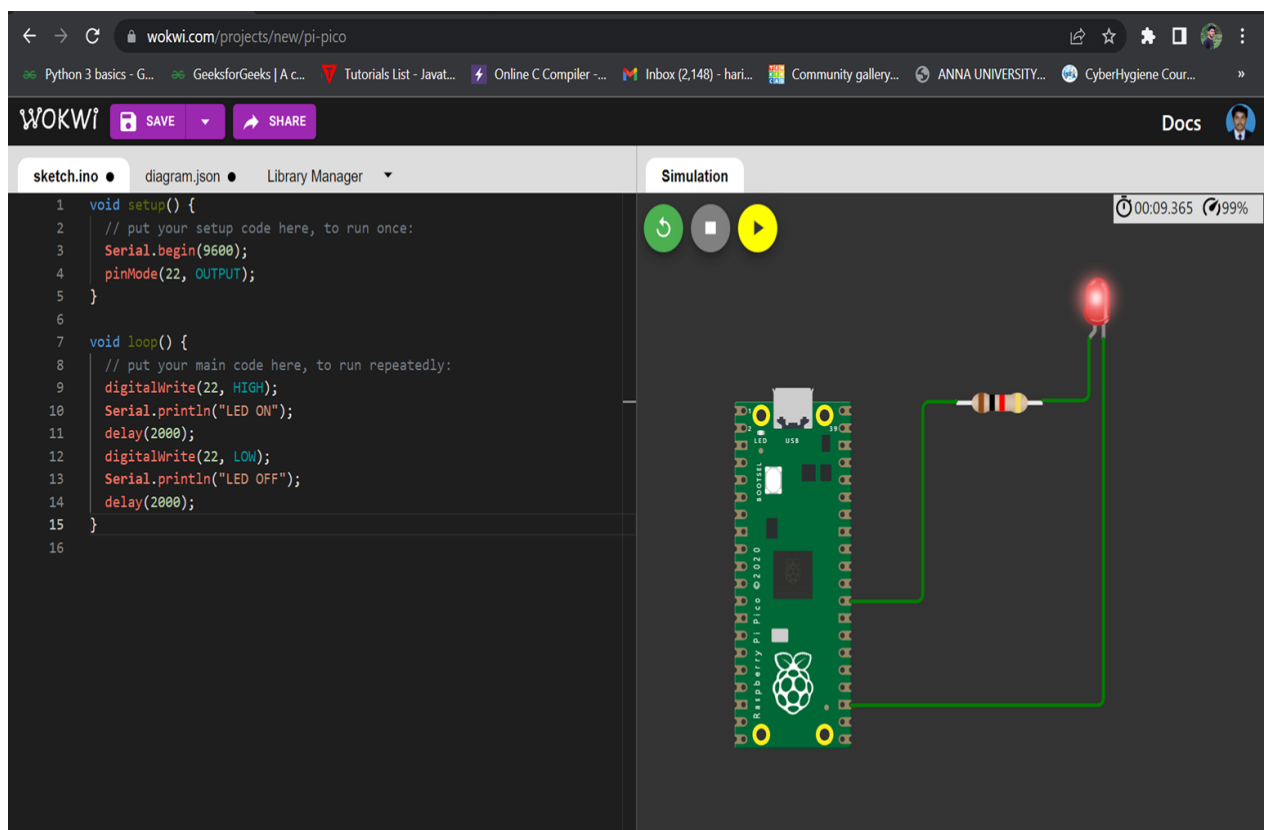 wokwi.com/projects/new/pi-pico
Python 3 basics - G... GeeksforGeeks | A c... Tutorials List - Javat... Online C Compiler -... Inbox (2,148) - hari... Community gallery... ANNA UNIVERSITY... CyberHygiene Cour... »
WOKWi SAVE SHARE Docs
sketch.ino ● diagram.json ● Library Manager Simulation
00:09.365 99%
1 void setup() {
2 // put your setup code here, to run once:
3 Serial.begin(9600);
4 pinMode(22, OUTPUT);
5 }
6
7 void loop() {
8 // put your main code here, to run repeatedly:
9 digitalWrite(22, HIGH);
10 Serial.println("LED ON");
11 delay(2000);
12 digitalWrite(22, LOW);
13 Serial.println("LED OFF");
14 delay(2000);
15 }
16
1
2 39
LED USB
BOOTSEL
Raspberry Pi Pico ©2020